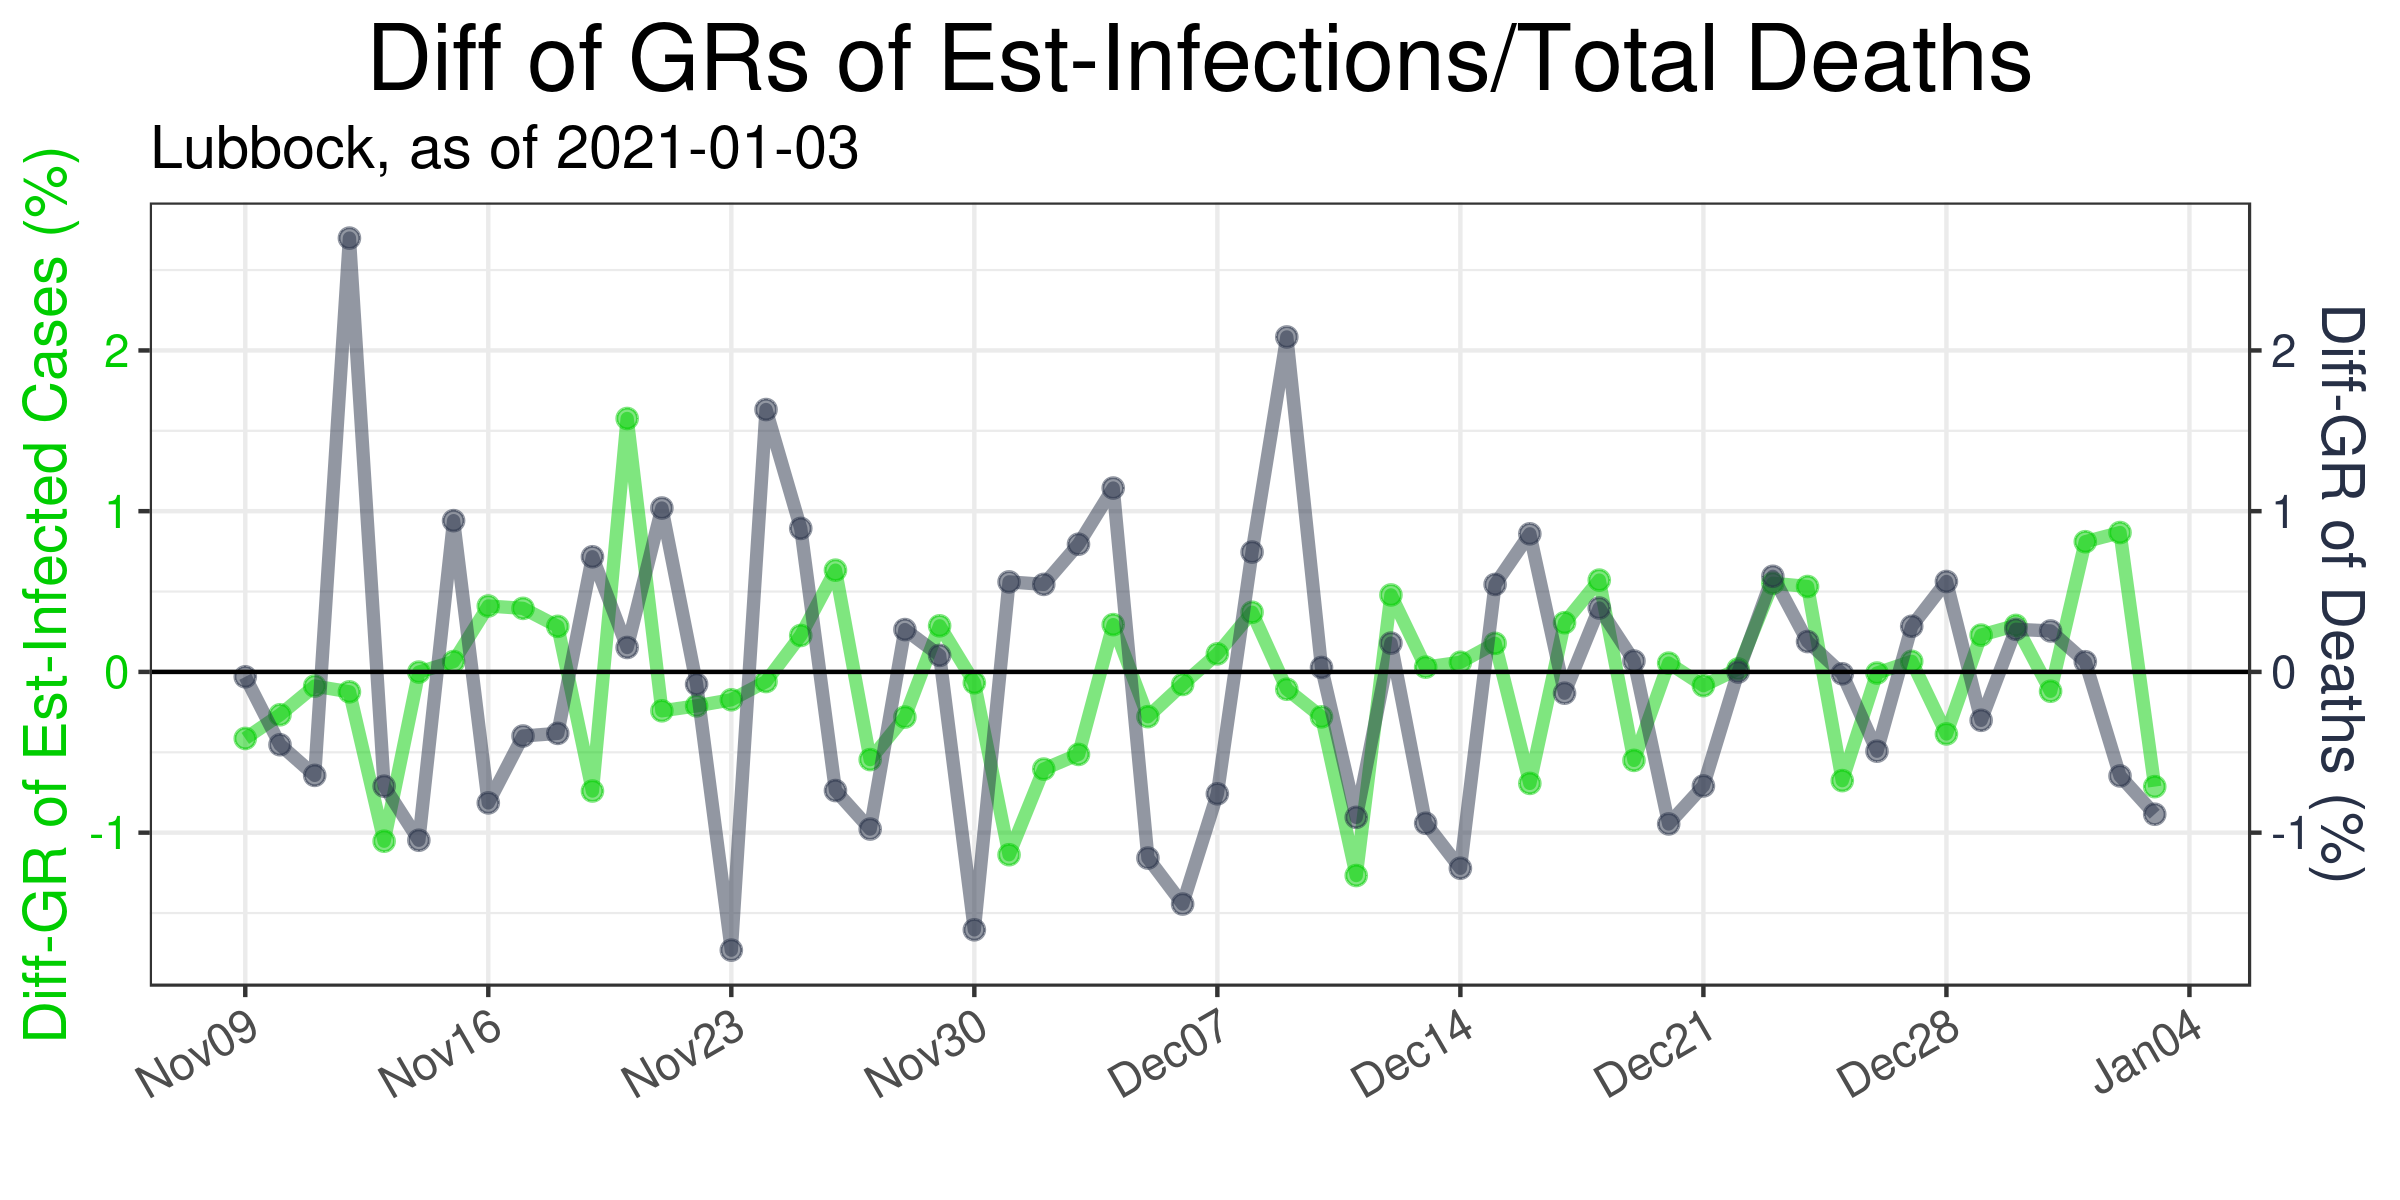 Diff of GRs of Est-Infections/Total Deaths
Lubbock, as of 2021-01-03
Diff-GR of Est-Infected Cases (%)
2
1
0
-1
2
1
0
-1
Diff-GR of Deaths (%)
Nov09
Nov16
Nov23
Nov30
Dec07
Dec14
Dec21
Dec28
Jan04